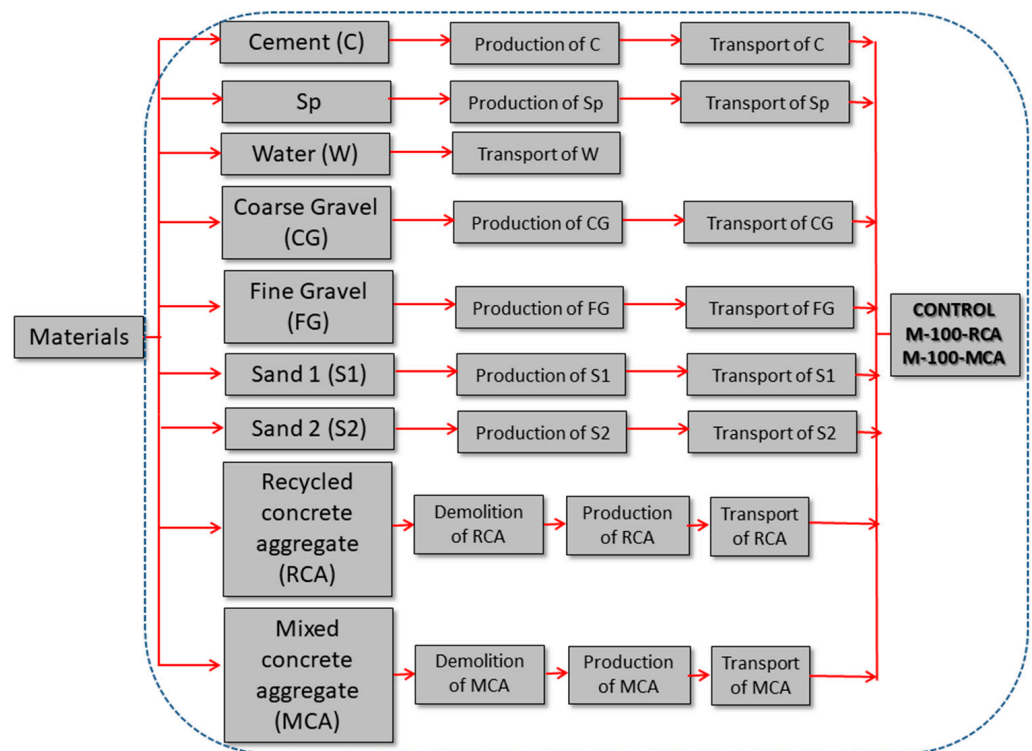 Cement (C)
Production of C
Transport of C
Sp
Production of Sp
Transport of Sp
Water (W)
Transport of W
Coarse Gravel
(CG)
Production of CG
Transport of CG
Fine Gravel
(FG)
Production of FG
Transport of FG
Materials
CONTROL
M-100-RCA
M-100-MCA
Sand 1 (S1)
Production of S1
Transport of S1
Sand 2 (S2)
Production of S2
Transport of S2
Recycled
concrete
aggregate
(RCA)
Demolition
of RCA
Production
of RCA
Transport
of RCA
Mixed
concrete
aggregate
(MCA)
Demolition
of MCA
Production
of MCA
Transport
of MCA